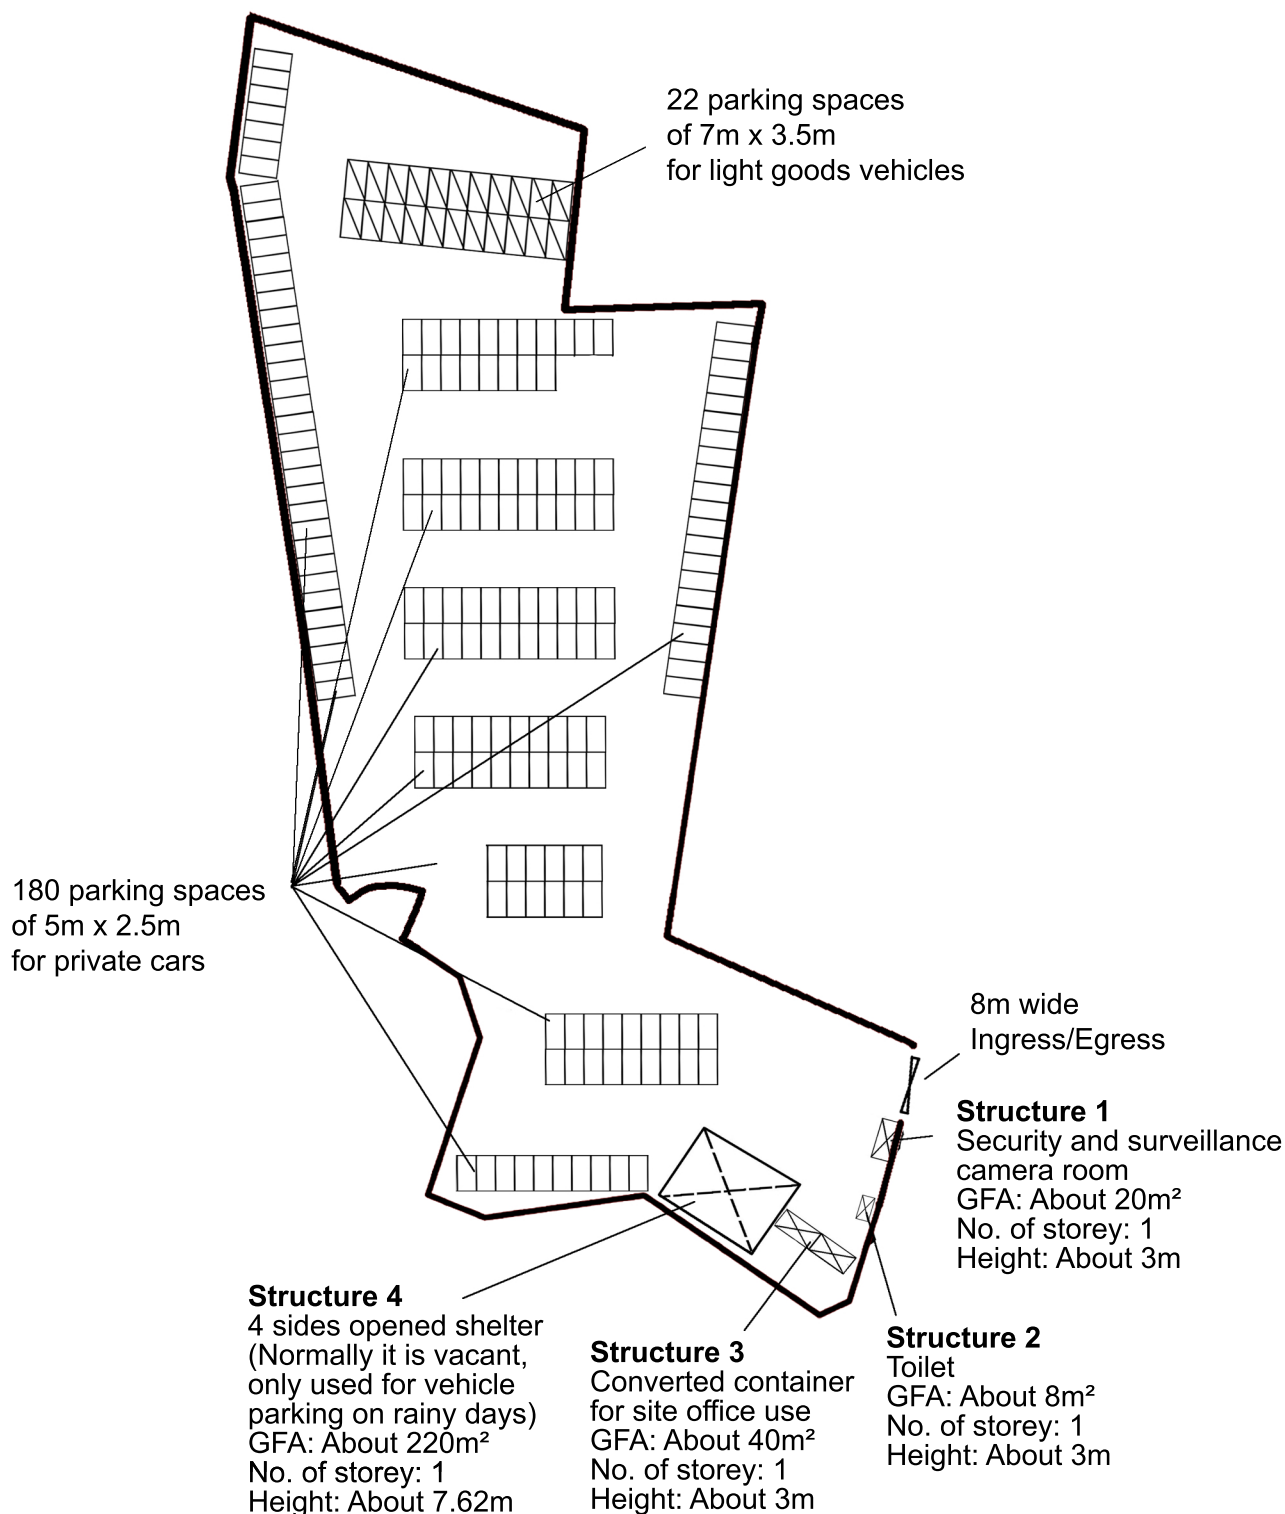 22 parking spaces
of 7m x 3.5m
for light goods vehicles
180 parking spaces
of 5m x 2.5m
for private cars
8m wide
Ingress/Egress
Structure 1
Security and surveillance
camera room
GFA: About 20m²
No. of storey: 1
Height: About 3m
Structure 4
4 sides opened shelter
(Normally it is vacant,
only used for vehicle
parking on rainy days)
GFA: About 220m²
No. of storey: 1
Height: About 7.62m
Structure 3
Converted container
for site office use
GFA: About 40m²
No. of storey: 1
Height: About 3m
Structure 2
Toilet
GFA: About 8m²
No. of storey: 1
Height: About 3m